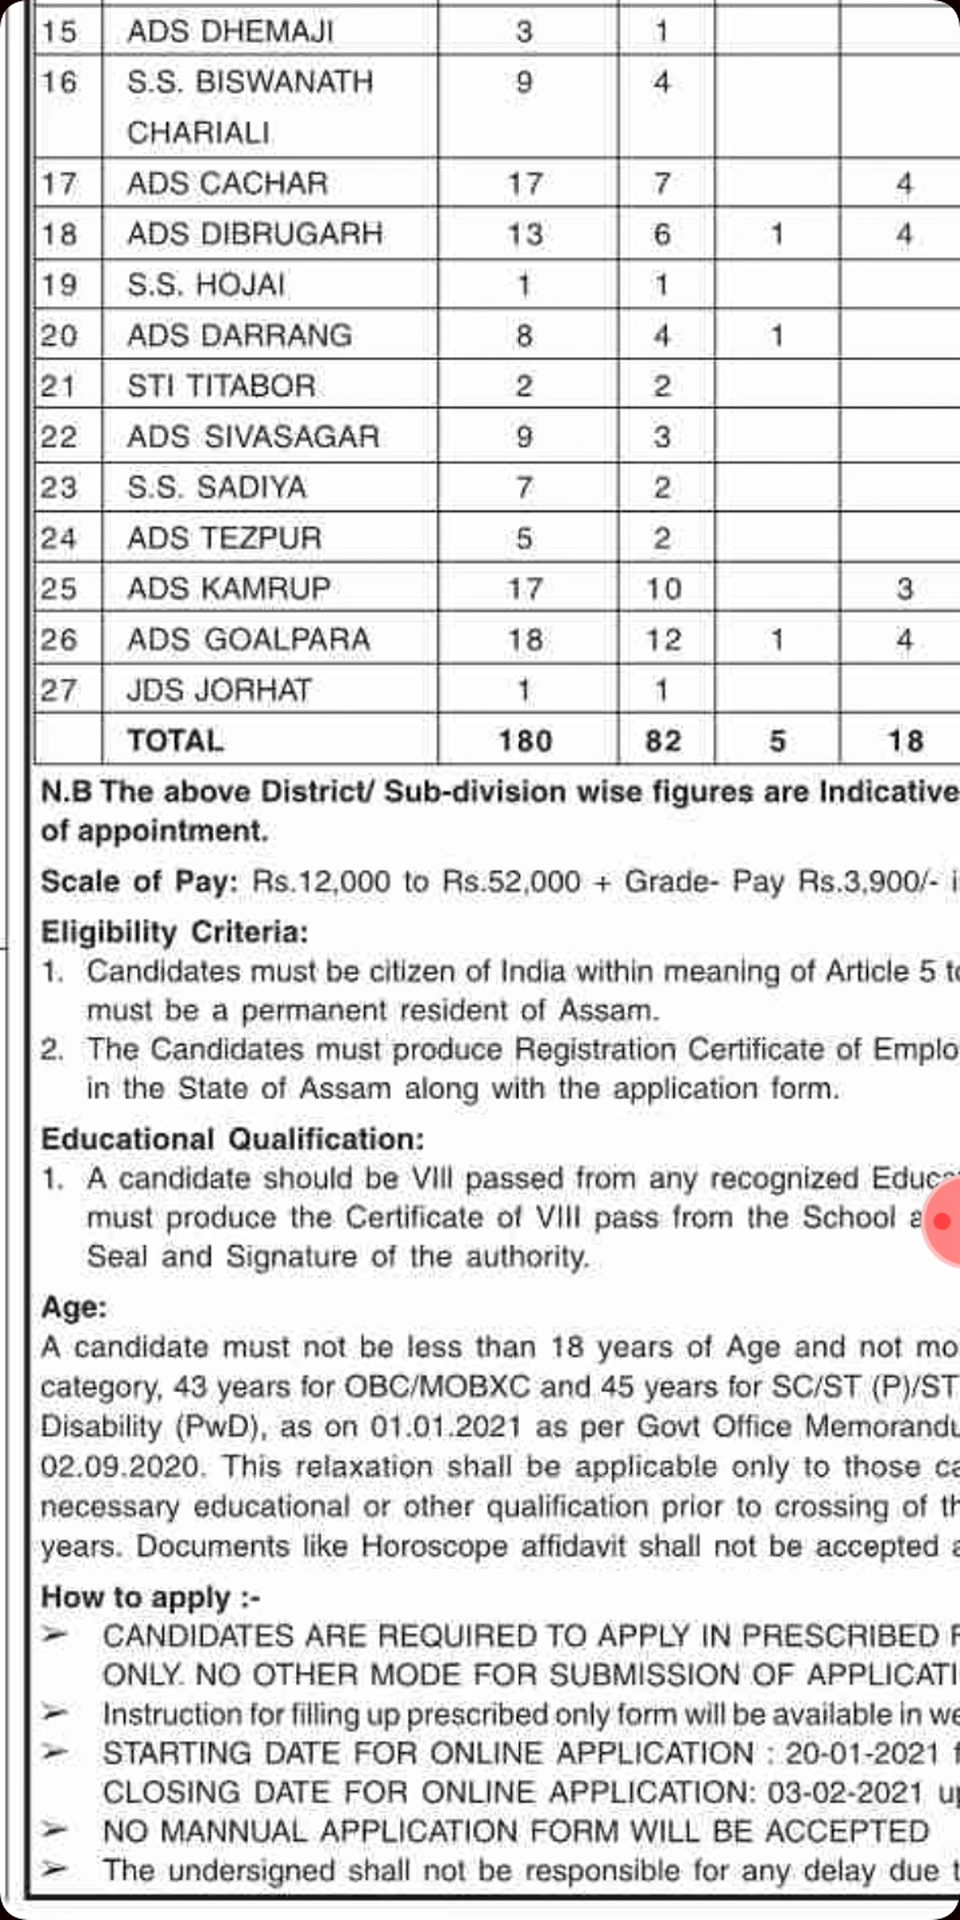 15 ADS DHEMAJI 3 1
16 S.S. BISWANATH 9 4
CHARIALI
17 ADS CACHAR 17 7 4
18 ADS DIBRUGARH 13 6 1 4
19 S.S. HOJAI 1 1
20 ADS DARRANG 8 4 1
21 STI TITABOR 2 2
22 ADS SIVASAGAR 9 3
23 S.S. SADIYA 7 2
24 ADS TEZPUR 5 2
25 ADS KAMRUP 17 10 3
26 ADS GOALPARA 18 12 1 4
27 JDS JORHAT 1 1
TOTAL 180 82 5 18
N.B The above District/ Sub-division wise figures are Indicative
of appointment.
Scale of Pay: Rs.12,000 to Rs.52,000 + Grade- Pay Rs.3,900/-
Eligibility Criteria:
1. Candidates must be citizen of India within meaning of Article 5 to
must be a permanent resident of Assam.
2. The Candidates must produce Registration Certificate of Emplo
in the State of Assam along with the application form.
Educational Qualification:
1. A candidate should be VIII passed from any recognized Educ
must produce the Certificate of VIII pass from the School
Seal and Signature of the authority.
Age:
A candidate must not be less than 18 years of Age and not mo
category, 43 years for OBC/MOBXC and 45 years for SC/ST (P)/ST
Disability (PwD), as on 01.01.2021 as per Govt Office Memorandu
02.09.2020. This relaxation shall be applicable only to those ca
necessary educational or other qualification prior to crossing of th
years. Documents like Horoscope affidavit shall not be accepted a
How to apply :-
➢ CANDIDATES ARE REQUIRED TO APPLY IN PRESCRIBED F
ONLY. NO OTHER MODE FOR SUBMISSION OF APPLICATI
➢ Instruction for filling up prescribed only form will be available in we
➢ STARTING DATE FOR ONLINE APPLICATION : 20-01-2021 f
CLOSING DATE FOR ONLINE APPLICATION: 03-02-2021 up
➢ NO MANNUAL APPLICATION FORM WILL BE ACCEPTED
➢ The undersigned shall not be responsible for any delay due t